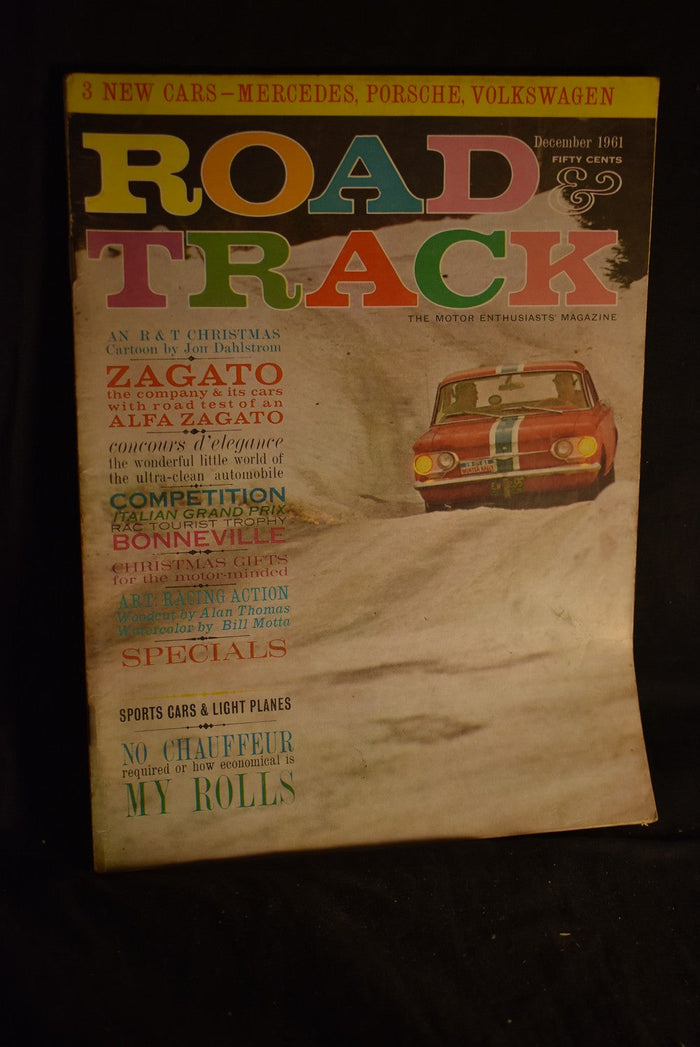 3 NEW CARS—MERCEDES, PORSCHE, VOLKSWAGEN
ROAD &
TRACK
December 1961
FIFTY CENTS
THE MOTOR ENTHUSIASTS' MAGAZINE
AN R & T CHRISTMAS
Cartoon by Jon Dahlstrom
ZAGATO
the company & its cars
with road test of an
ALFA ZAGATO
concours d'elegance
the wonderful little world of
the ultra-clean automobile
COMPETITION
ITALIAN GRAND PRIX
RAC TOURIST TROPHY
BONNEVILLE
CHRISTMAS GIFTS
for the motor-minded
ART: RACING ACTION
Woodcut by Alan Thomas
Watercolor by Bill Motta
SPECIALS
SPORTS CARS & LIGHT PLANES
NO CHAUFFEUR
required or how economical is
MY ROLLS
WINTER RALLY